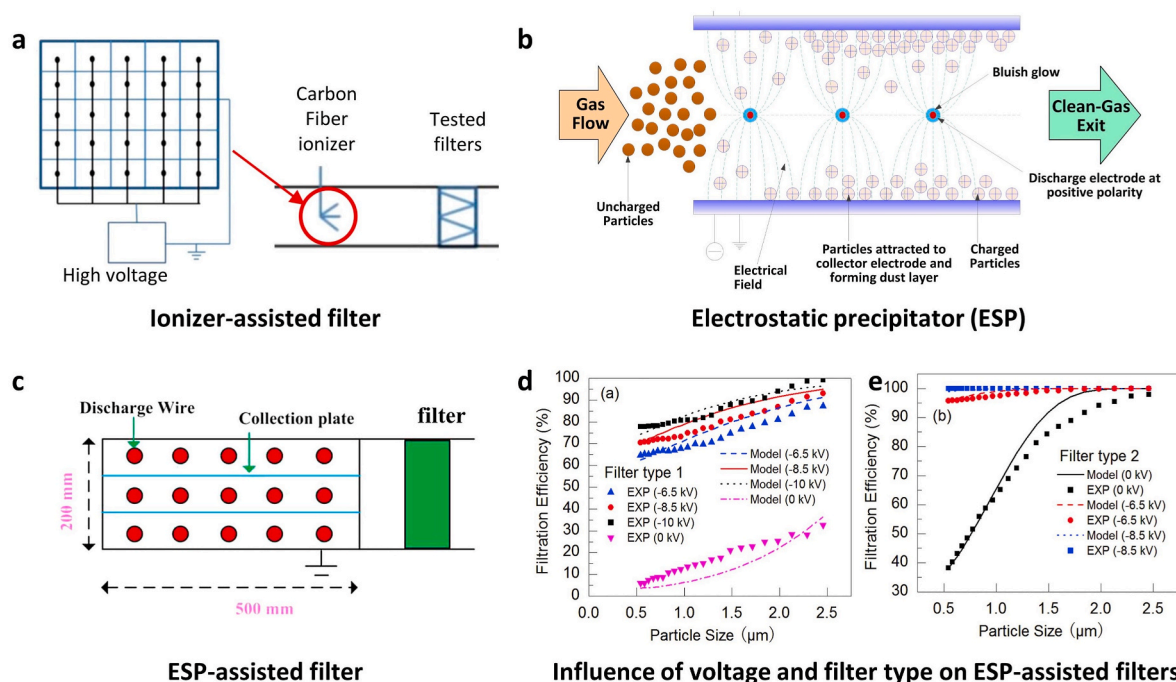 a
Carbon
Fiber
ionizer
Tested
filters
High voltage
Ionizer-assisted filter
b
Gas
Flow
Uncharged
Particles
Bluish glow
Clean-Gas
Exit
Discharge electrode at
positive polarity
Electrical
Field
Particles attracted to
collector electrode and
forming dust layer
Charged
Particles
Electrostatic precipitator (ESP)
c
Discharge Wire
Collection plate
filter
200 mm
500 mm
ESP-assisted filter
d
(a)
Filtration Efficiency (%)
100
90
80
70
60
50
40
30
20
10
0
Filter type 1
EXP (-6.5 kV)
EXP (-8.5 kV)
EXP (-10 kV)
EXP (0 kV)
Model (-6.5 kV)
Model (-8.5 kV)
Model (-10 kV)
Model (0 kV)
0.0 0.5 1.0 1.5 2.0 2.5 3.0
Particle Size (μm)
e
(b)
Filtration Efficiency (%)
100
90
80
70
60
50
40
30
Filter type 2
Model (0 kV)
EXP (0 kV)
Model (-6.5 kV)
EXP (-6.5 kV)
Model (-8.5 kV)
EXP (-8.5 kV)
0.5 1.0 1.5 2.0 2.5
Particle Size (μm)
Influence of voltage and filter type on ESP-assisted filters